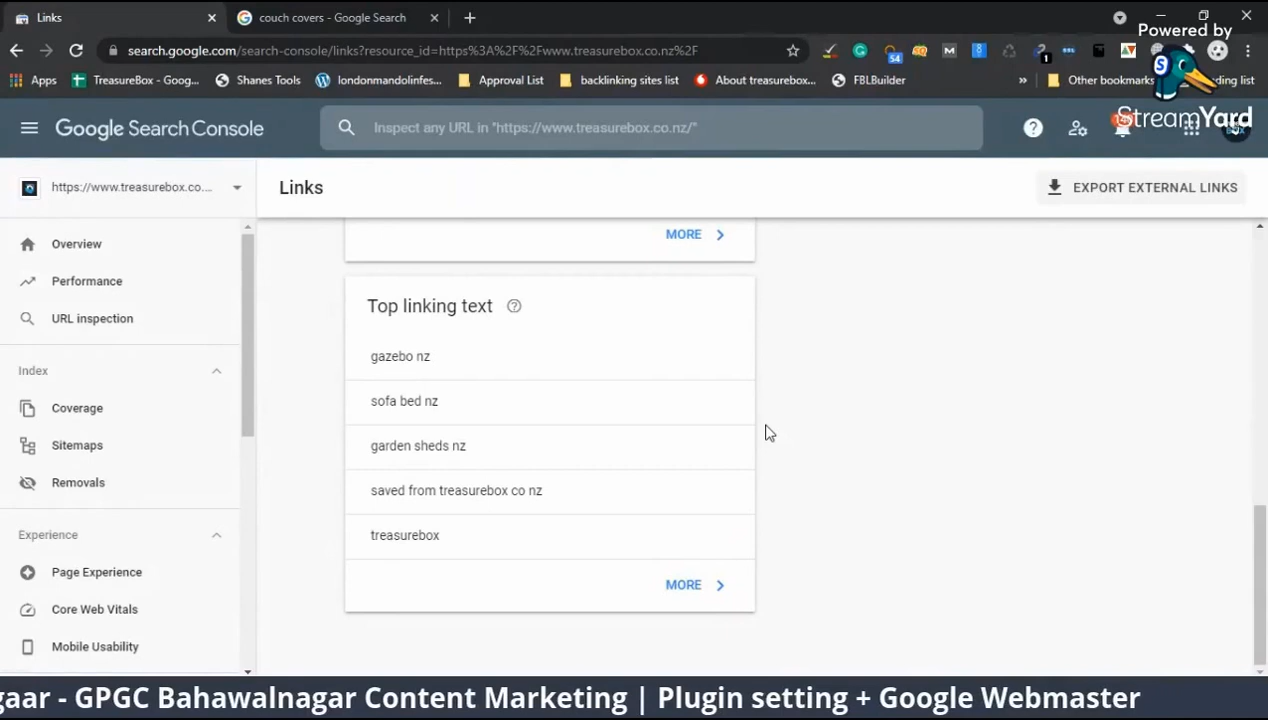 Links
couch covers - Google Search
Powered by
search.google.com/search-console/links?resource_id=https%3A%2F%2Fwww.treasurebox.co.nz%2F
54
M
1
Apps
TreasureBox - Goog...
Shanes Tools
londonmandolinfes...
Approval List
backlinking sites list
About treasurebox...
FBLBuilder
»
Other bookmarks
ding list
S
StreamYard
Google Search Console
Inspect any URL in "https://www.treasurebox.co.nz/"
https://www.treasurebox.co....
Links
EXPORT EXTERNAL LINKS
Overview
Performance
URL inspection
Index
Coverage
Sitemaps
Removals
Experience
Page Experience
Core Web Vitals
Mobile Usability
MORE
Top linking text
gazebo nz
sofa bed nz
garden sheds nz
saved from treasurebox co nz
treasurebox
MORE
gaar - GPGC Bahawalnagar Content Marketing | Plugin setting + Google Webmaster